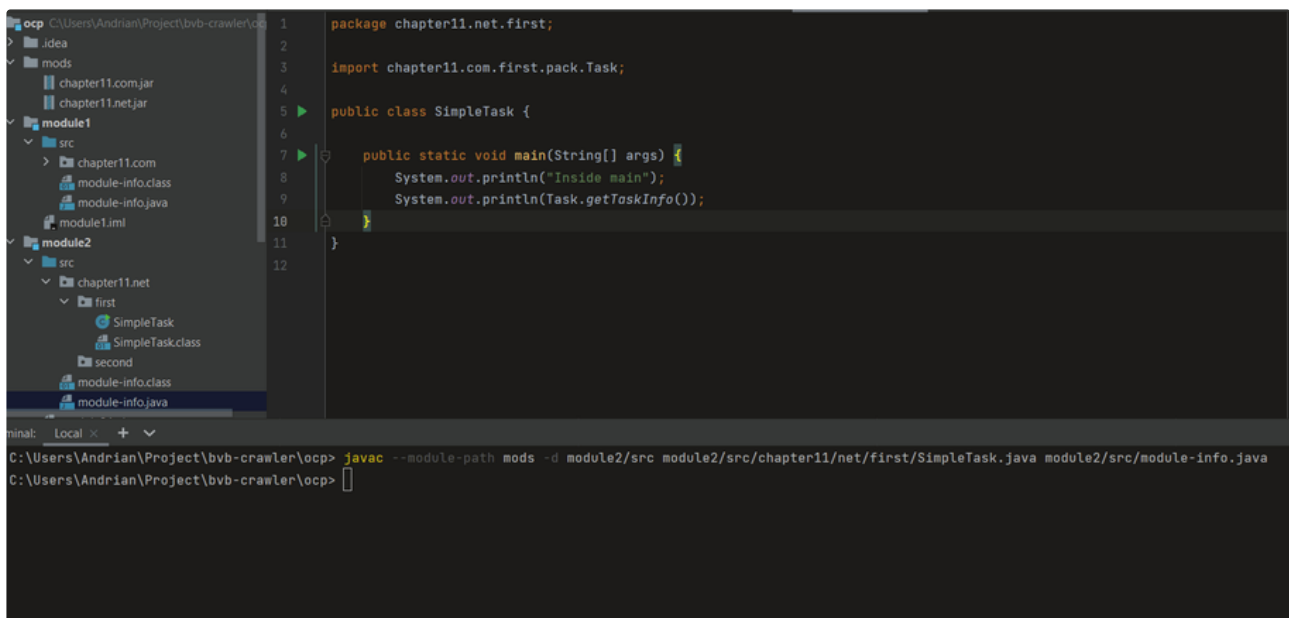 ocp C:\Users\Andrian\Project\bvb-crawler\oc
.idea
mods
chapter11.com.jar
chapter11.net.jar
module1
src
chapter11.com
module-info.class
module-info.java
module1.iml
module2
src
chapter11.net
first
SimpleTask
SimpleTask.class
second
module-info.class
module-info.java
1 package chapter11.net.first;
2
3 import chapter11.com.first.pack.Task;
4
5 public class SimpleTask {
6
7 public static void main(String[] args) {
8 System.out.println("Inside main");
9 System.out.println(Task.getTaskInfo());
10 }
11 }
12
minal: Local × +
C:\Users\Andrian\Project\bvb-crawler\ocp> javac --module-path mods -d module2/src module2/src/chapter11/net/first/SimpleTask.java module2/src/module-info.java
C:\Users\Andrian\Project\bvb-crawler\ocp>